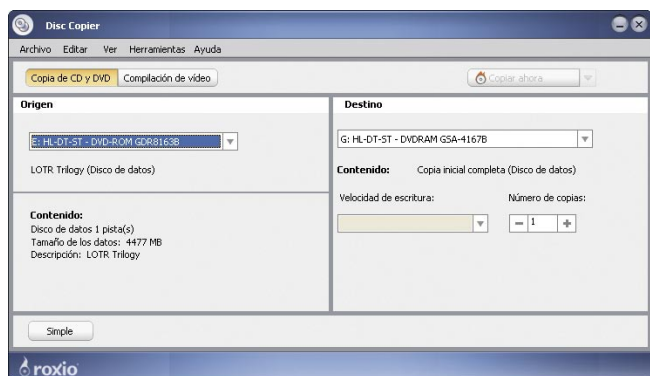 Disc Copier
Archivo Editar Ver Herramientas Ayuda
Copia de CD y DVD Compilación de vídeo
Copiar ahora
Origen
E: HL-DT-ST - DVD-ROM GDR8163B
LOTR Trilogy (Disco de datos)
Contenido:
Disco de datos 1 pista(s)
Tamaño de los datos: 4477 MB
Descripción: LOTR Trilogy
Destino
G: HL-DT-ST - DVDRAM GSA-4167B
Contenido: Copia inicial completa (Disco de datos)
Velocidad de escritura: Número de copias:
1
Simple
roxio